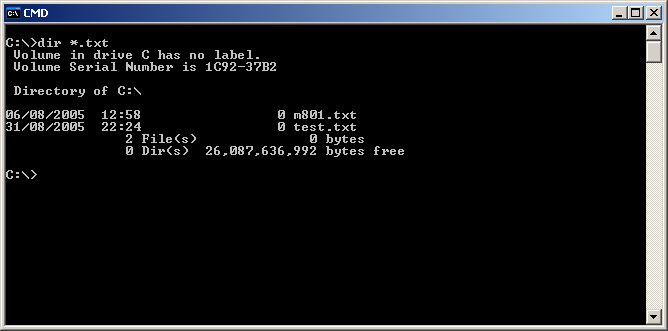 CMD
C:\>dir *.txt
 Volume in drive C has no label.
 Volume Serial Number is 1C92-37B2

 Directory of C:\

06/08/2005  12:58                 0 m801.txt
31/08/2005  22:24                 0 test.txt
               2 File(s)              0 bytes
               0 Dir(s)  26,087,636,992 bytes free

C:\>